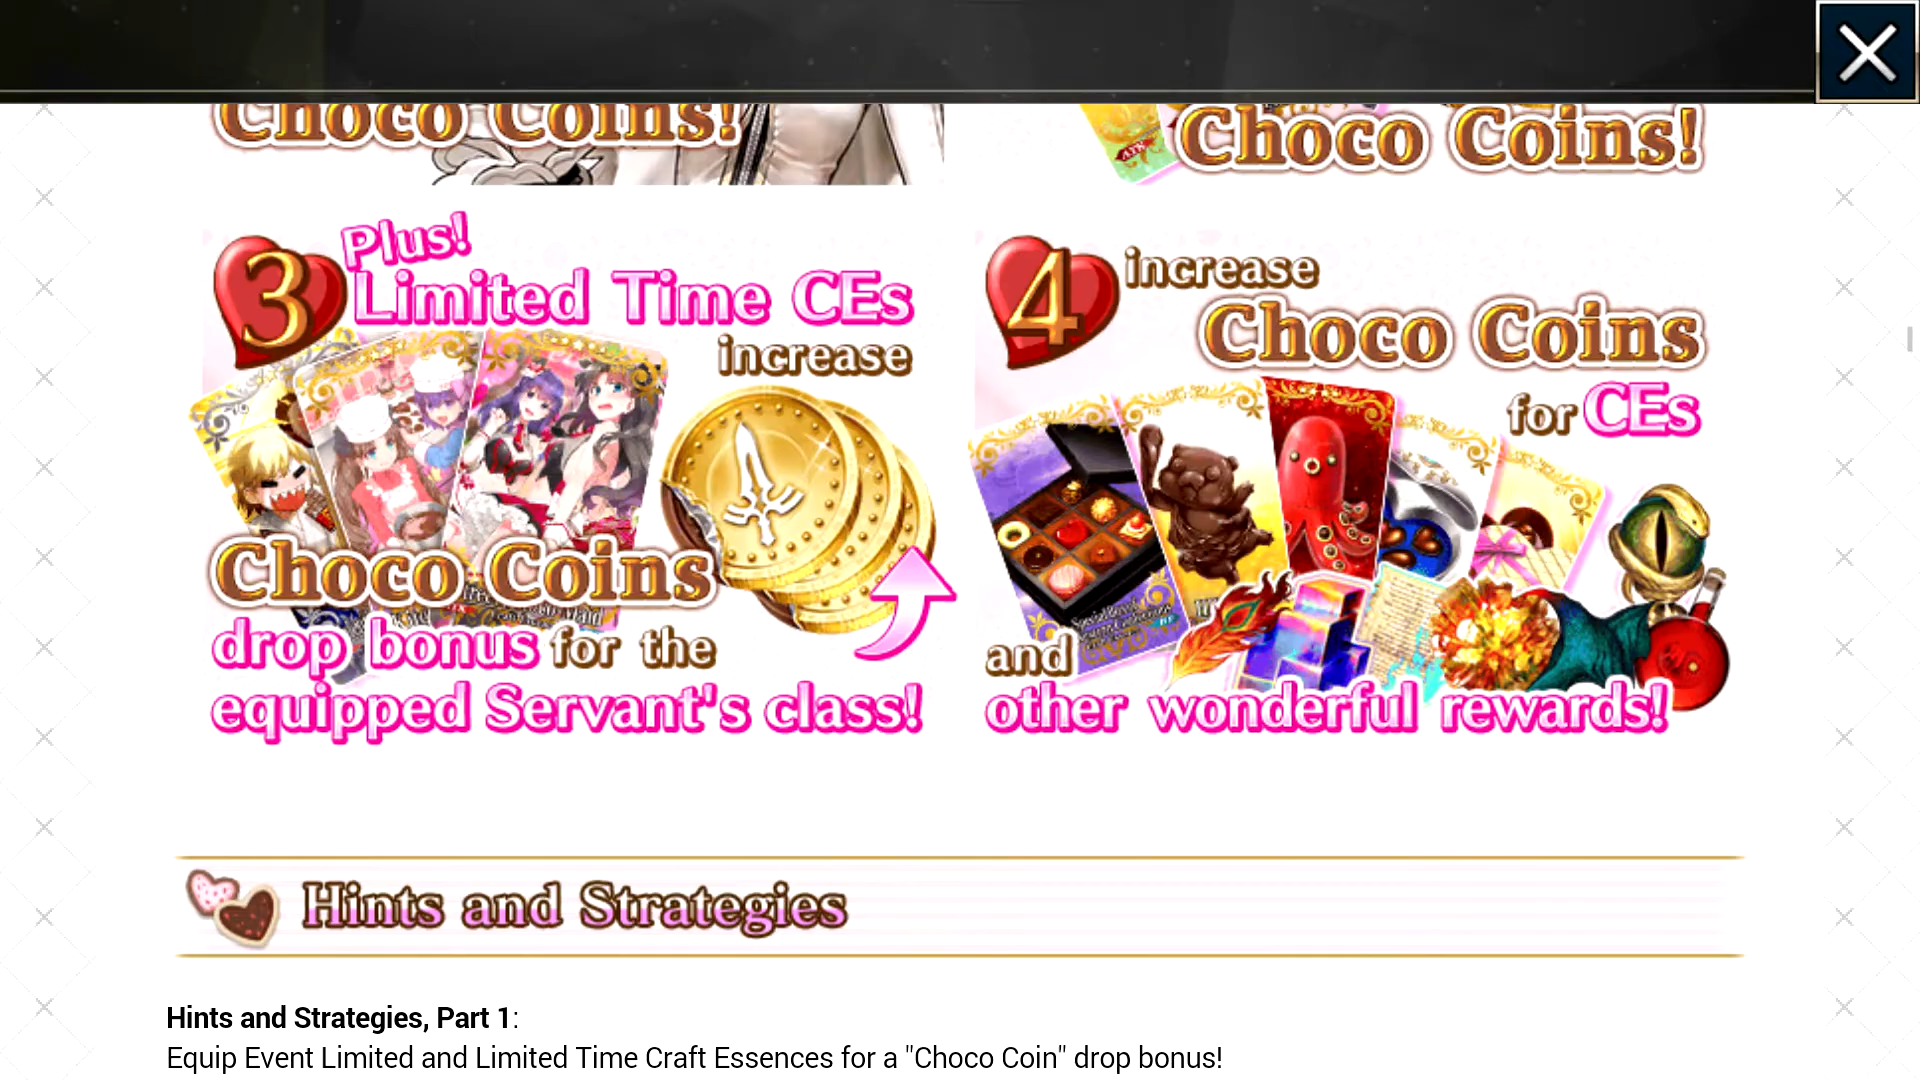 Choco Coins!
Choco Coins!
3
Plus!
Limited Time CEs
increase
Choco Coins
drop bonus for the
equipped Servant's class!
4
increase
Choco Coins
for CEs
and
other wonderful rewards!
Hints and Strategies
Hints and Strategies, Part 1:
Equip Event Limited and Limited Time Craft Essences for a "Choco Coin" drop bonus!